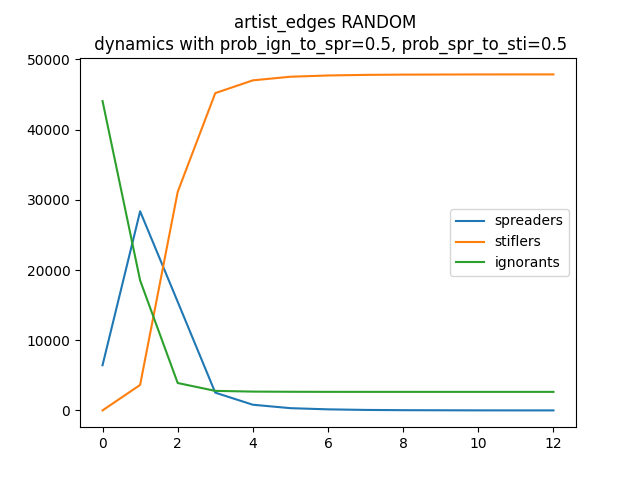 artist_edges RANDOM
dynamics with prob_ign_to_spr=0.5, prob_spr_to_sti=0.5
50000
40000
30000
20000
10000
0
spreaders
stiflers
ignorants
0 2 4 6 8 10 12